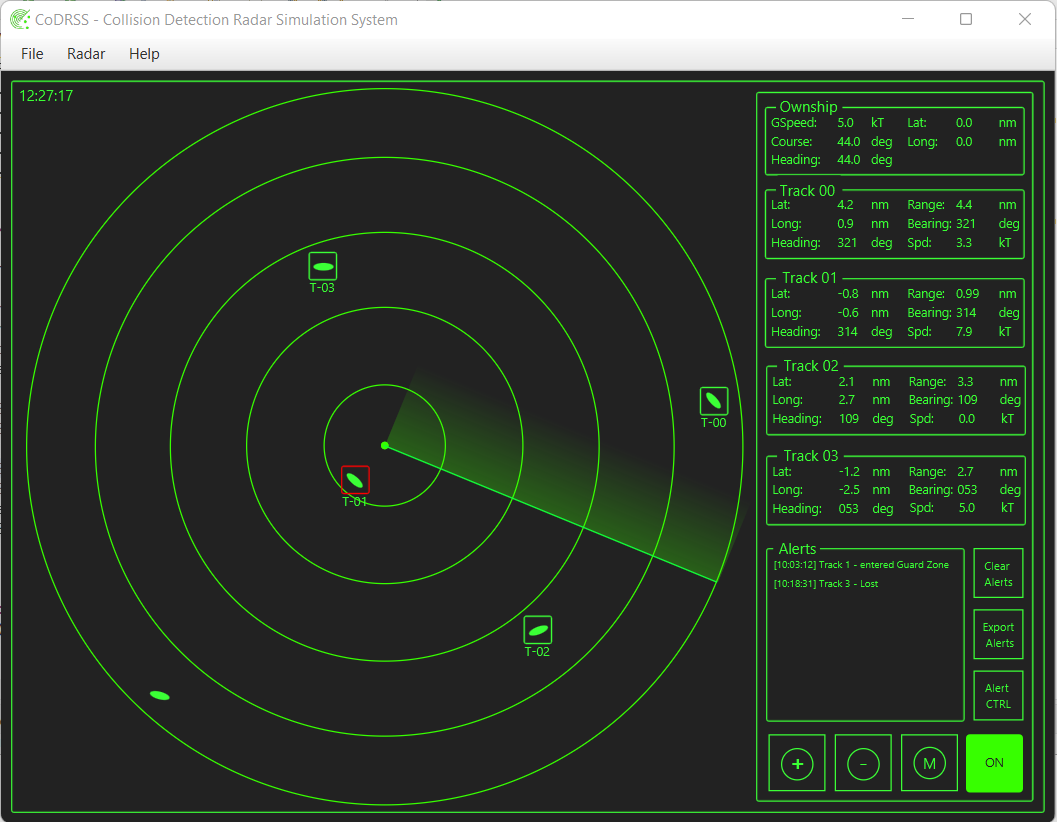 CoDRSS - Collision Detection Radar Simulation System
File Radar Help
12:27:17
T-03
T-00
T-01
T-02
Ownship
GSpeed: 5.0 kT Lat: 0.0 nm
Course: 44.0 deg Long: 0.0 nm
Heading: 44.0 deg
Track 00
Lat: 4.2 nm Range: 4.4 nm
Long: 0.9 nm Bearing: 321 deg
Heading: 321 deg Spd: 3.3 kT
Track 01
Lat: -0.8 nm Range: 0.99 nm
Long: -0.6 nm Bearing: 314 deg
Heading: 314 deg Spd: 7.9 kT
Track 02
Lat: 2.1 nm Range: 3.3 nm
Long: 2.7 nm Bearing: 109 deg
Heading: 109 deg Spd: 0.0 kT
Track 03
Lat: -1.2 nm Range: 2.7 nm
Long: -2.5 nm Bearing: 053 deg
Heading: 053 deg Spd: 5.0 kT
Alerts
[10:03:12] Track 1 - entered Guard Zone
[10:18:31] Track 3 - Lost
Clear
Alerts
Export
Alerts
Alert
CTRL
+ - M ON